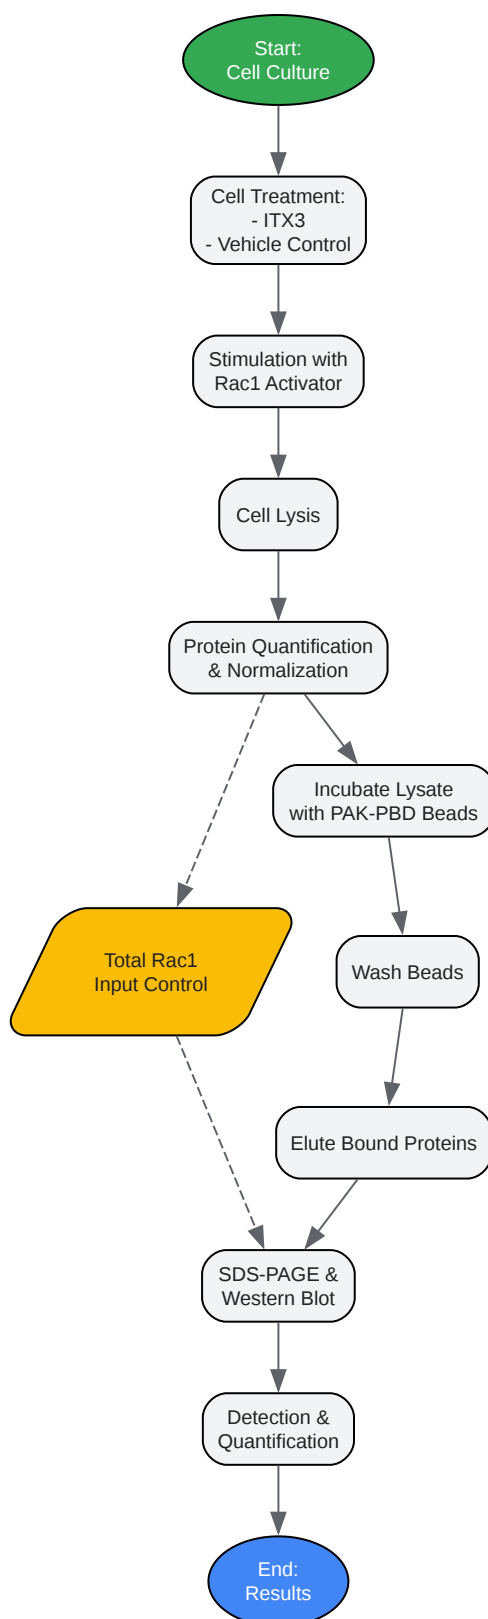 Start:
Cell Culture
Cell Treatment:
- ITX3
- Vehicle Control
Stimulation with
Rac1 Activator
Cell Lysis
Protein Quantification
& Normalization
Incubate Lysate
with PAK-PBD Beads
Total Rac1
Input Control
Wash Beads
Elute Bound Proteins
SDS-PAGE &
Western Blot
Detection &
Quantification
End:
Results